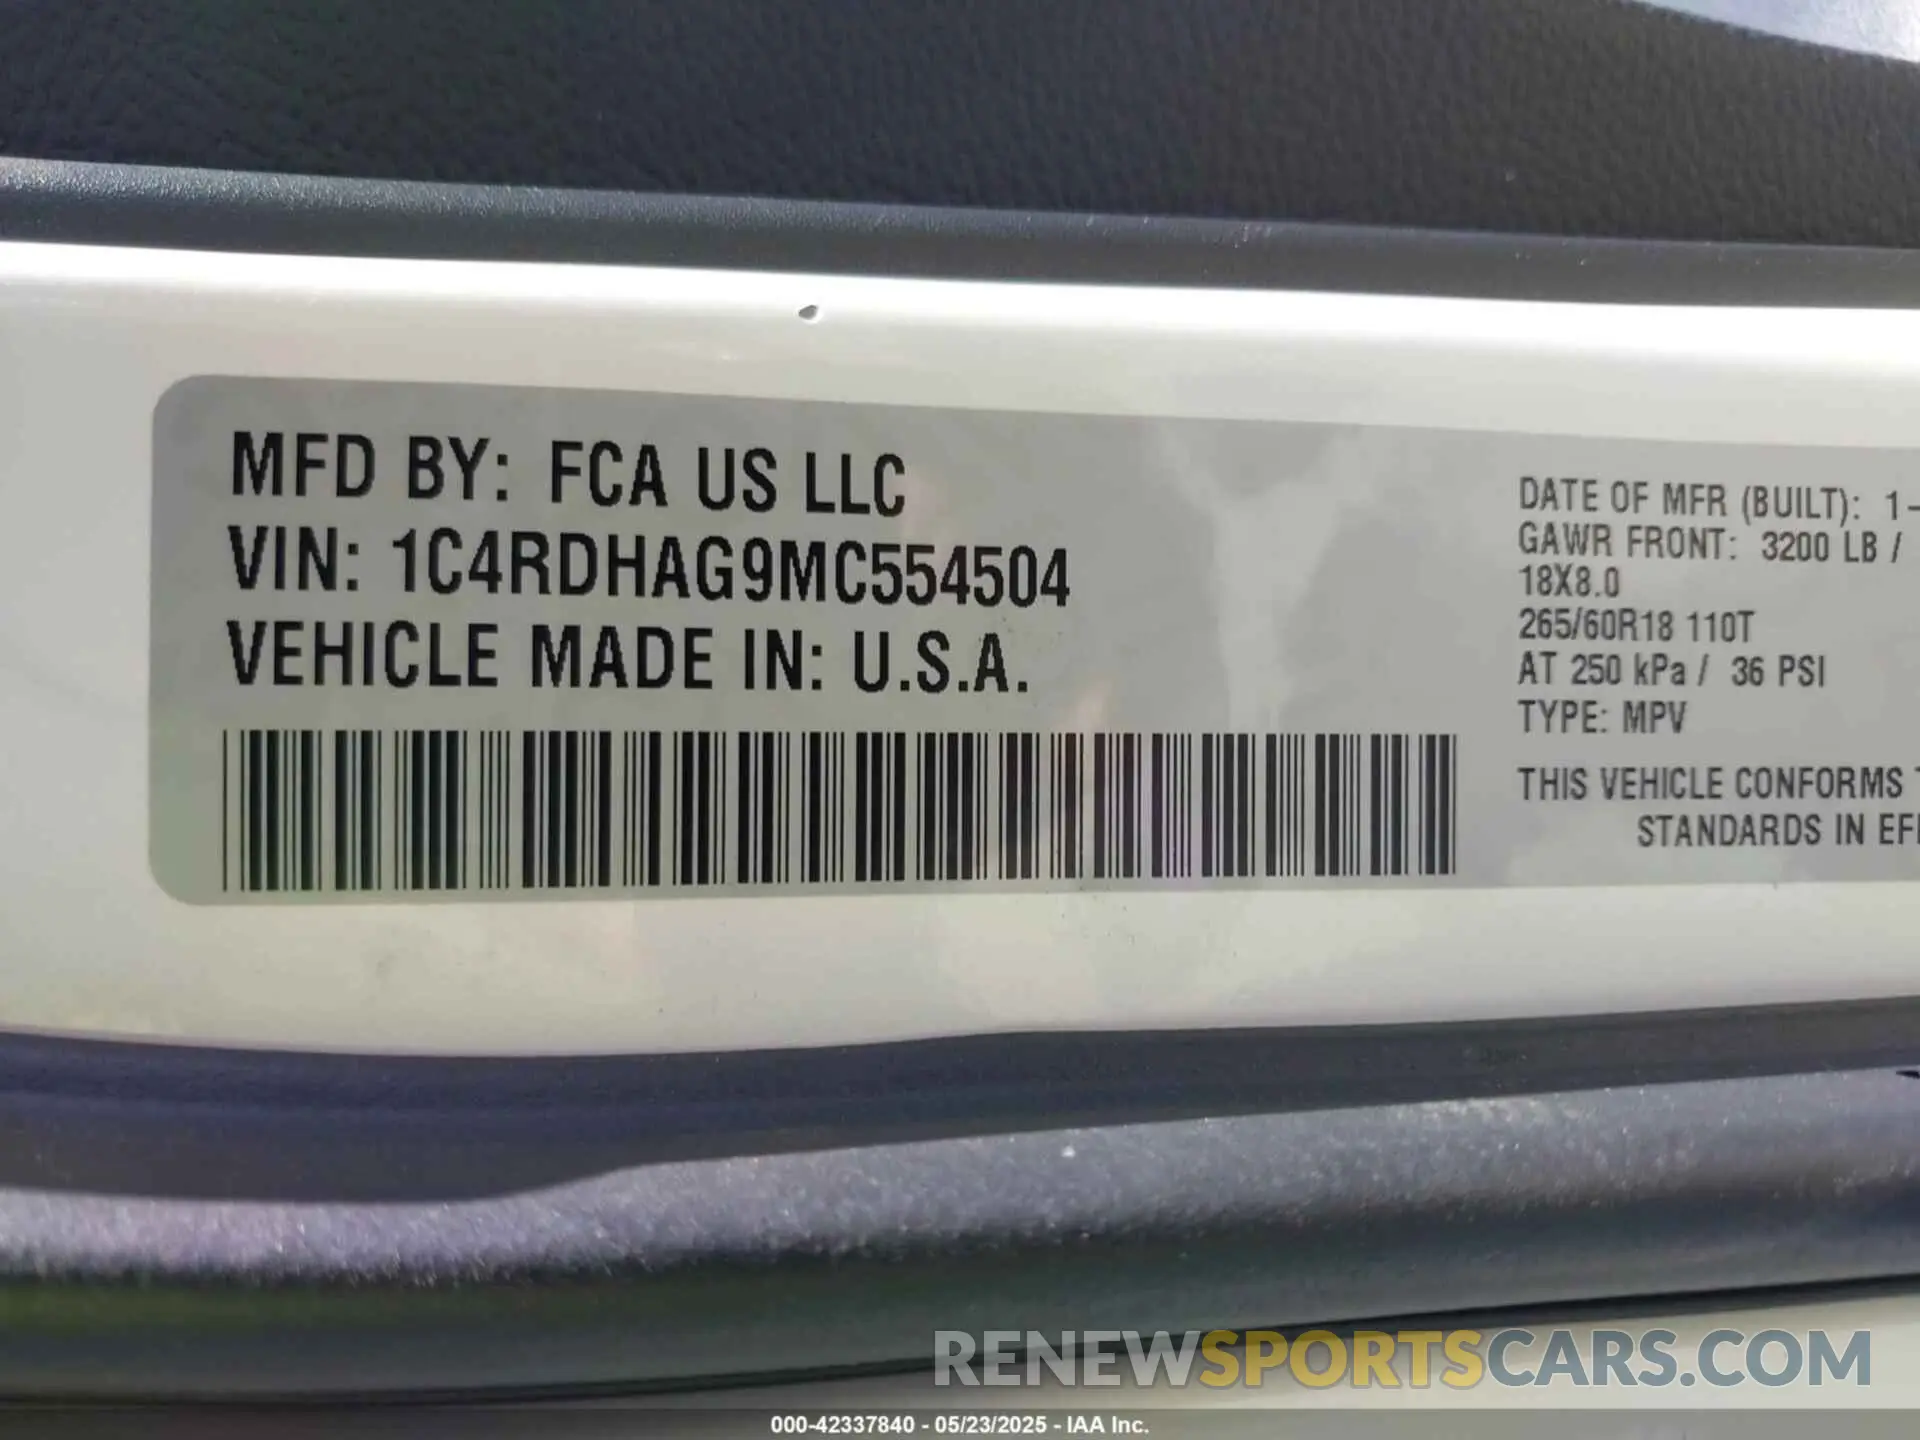 MFD BY: FCA US LLC
VIN: 1C4RDHAG9MC554504
VEHICLE MADE IN: U.S.A.
DATE OF MFR (BUILT): 1-
GAWR FRONT: 3200 LB /
18X8.0
265/60R18 110T
AT 250 kPa / 36 PSI
TYPE: MPV
THIS VEHICLE CONFORMS
STANDARDS IN
RENEWSPORTSCARS.COM
000-42337840 - 05/23/2025 - IAA Inc.